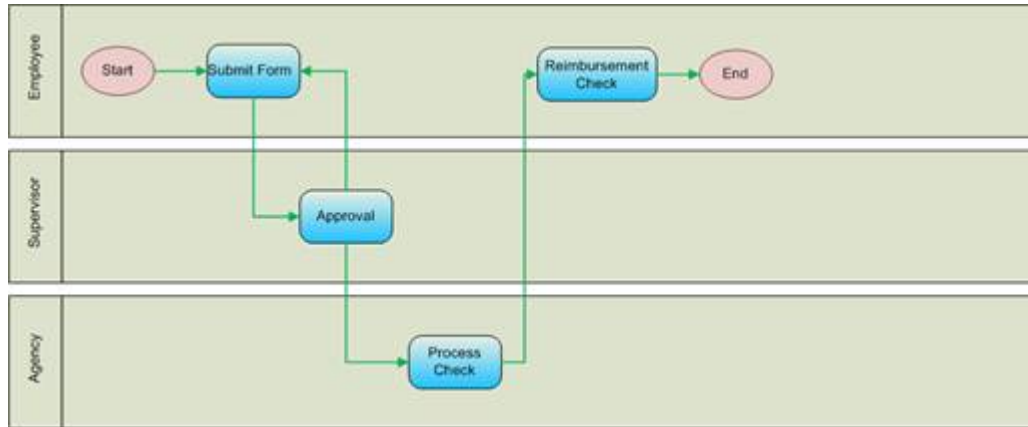 Employee
Start
Submit Form
Reimbursement
Check
End
Supervisor
Approval
Agency
Process
Check